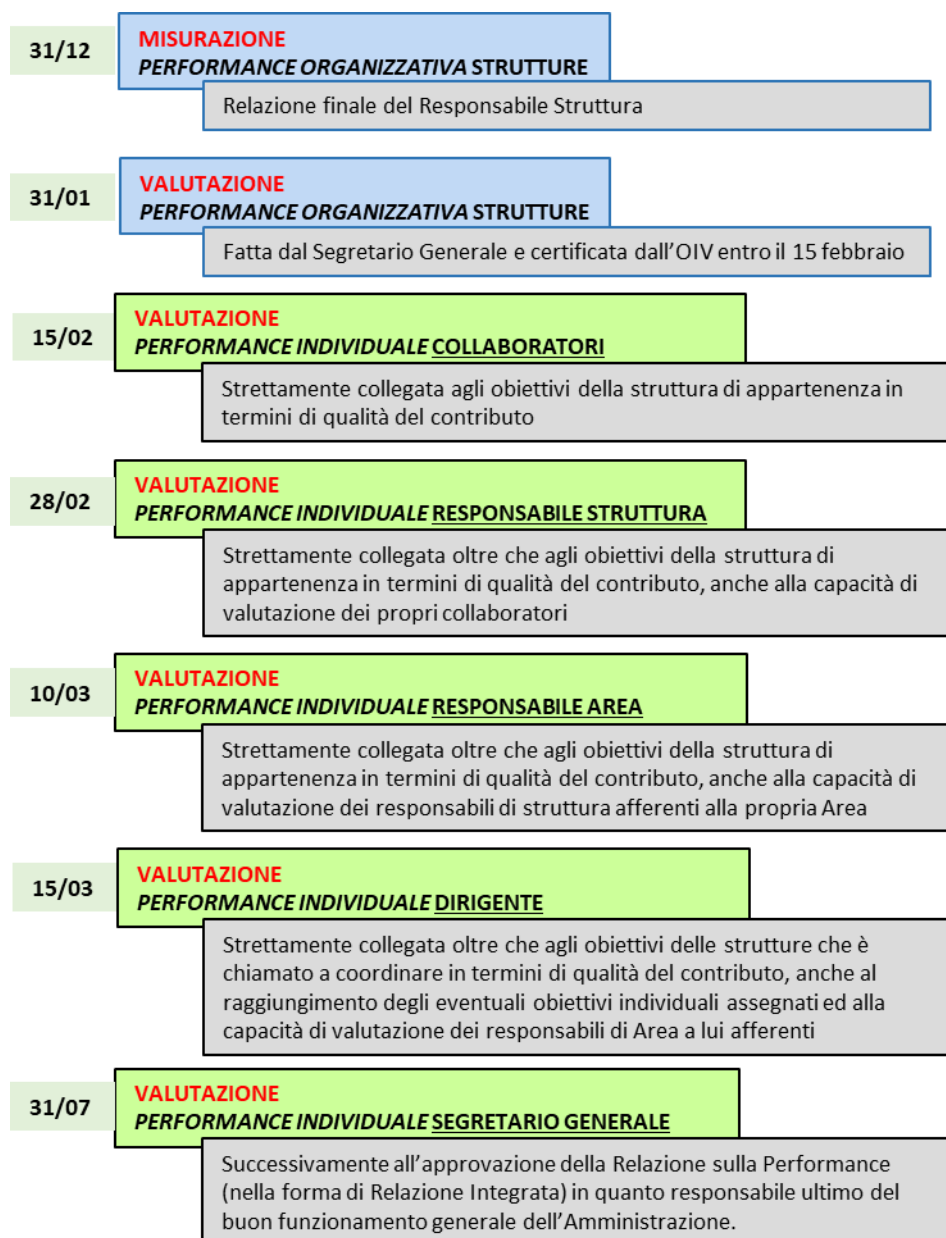 31/12
MISURAZIONE
PERFORMANCE ORGANIZZATIVA STRUTTURE
Relazione finale del Responsabile Struttura
31/01
VALUTAZIONE
PERFORMANCE ORGANIZZATIVA STRUTTURE
Fatta dal Segretario Generale e certificata dall'OIV entro il 15 febbraio
15/02
VALUTAZIONE
PERFORMANCE INDIVIDUALE COLLABORATORI
Strettamente collegata agli obiettivi della struttura di appartenenza in
termini di qualità del contributo
28/02
VALUTAZIONE
PERFORMANCE INDIVIDUALE RESPONSABILE STRUTTURA
Strettamente collegata oltre che agli obiettivi della struttura di
appartenenza in termini di qualità del contributo, anche alla capacità di
valutazione dei propri collaboratori
10/03
VALUTAZIONE
PERFORMANCE INDIVIDUALE RESPONSABILE AREA
Strettamente collegata oltre che agli obiettivi della struttura di
appartenenza in termini di qualità del contributo, anche alla capacità di
valutazione dei responsabili di struttura afferenti alla propria Area
15/03
VALUTAZIONE
PERFORMANCE INDIVIDUALE DIRIGENTE
Strettamente collegata oltre che agli obiettivi delle strutture che è
chiamato a coordinare in termini di qualità del contributo, anche al
raggiungimento degli eventuali obiettivi individuali assegnati ed alla
capacità di valutazione dei responsabili di Area a lui afferenti
31/07
VALUTAZIONE
PERFORMANCE INDIVIDUALE SEGRETARIO GENERALE
Successivamente all'approvazione della Relazione sulla Performance
(nella forma di Relazione Integrata) in quanto responsabile ultimo del
buon funzionamento generale dell'Amministrazione.